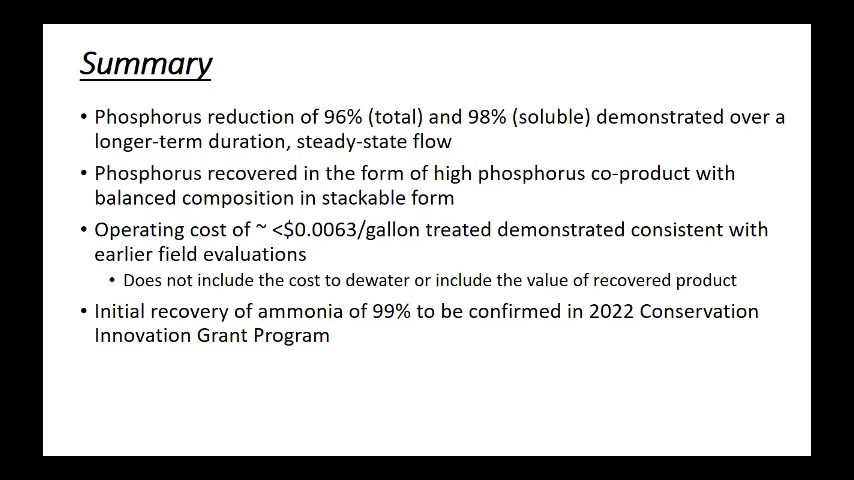 Summary
• Phosphorus reduction of 96% (total) and 98% (soluble) demonstrated over a
longer-term duration, steady-state flow
• Phosphorus recovered in the form of high phosphorus co-product with
balanced composition in stackable form
• Operating cost of ~ <$0.0063/gallon treated demonstrated consistent with
earlier field evaluations
• Does not include the cost to dewater or include the value of recovered product
• Initial recovery of ammonia of 99% to be confirmed in 2022 Conservation
Innovation Grant Program